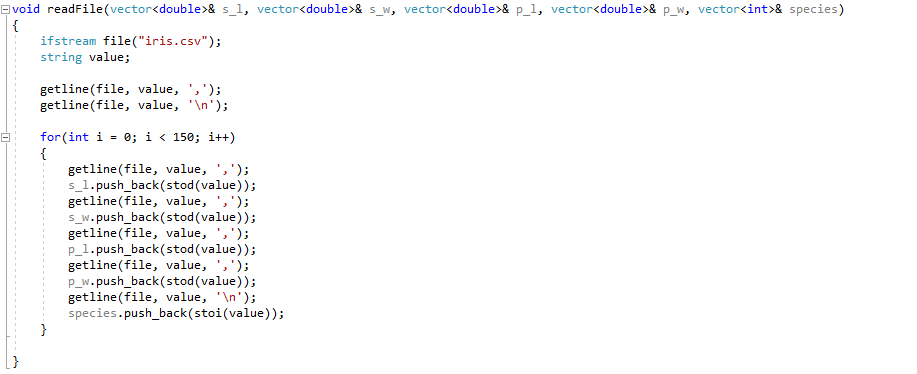 void readFile(vector<double>& s_l, vector<double>& s_w, vector<double>& p_l, vector<double>& p_w, vector<int>& species)
{
    ifstream file("iris.csv");
    string value;

    getline(file, value, ',');
    getline(file, value, '\n');

    for(int i = 0; i < 150; i++)
    {
        getline(file, value, ',');
        s_l.push_back(stod(value));
        getline(file, value, ',');
        s_w.push_back(stod(value));
        getline(file, value, ',');
        p_l.push_back(stod(value));
        getline(file, value, ',');
        p_w.push_back(stod(value));
        getline(file, value, '\n');
        species.push_back(stoi(value));
    }

}